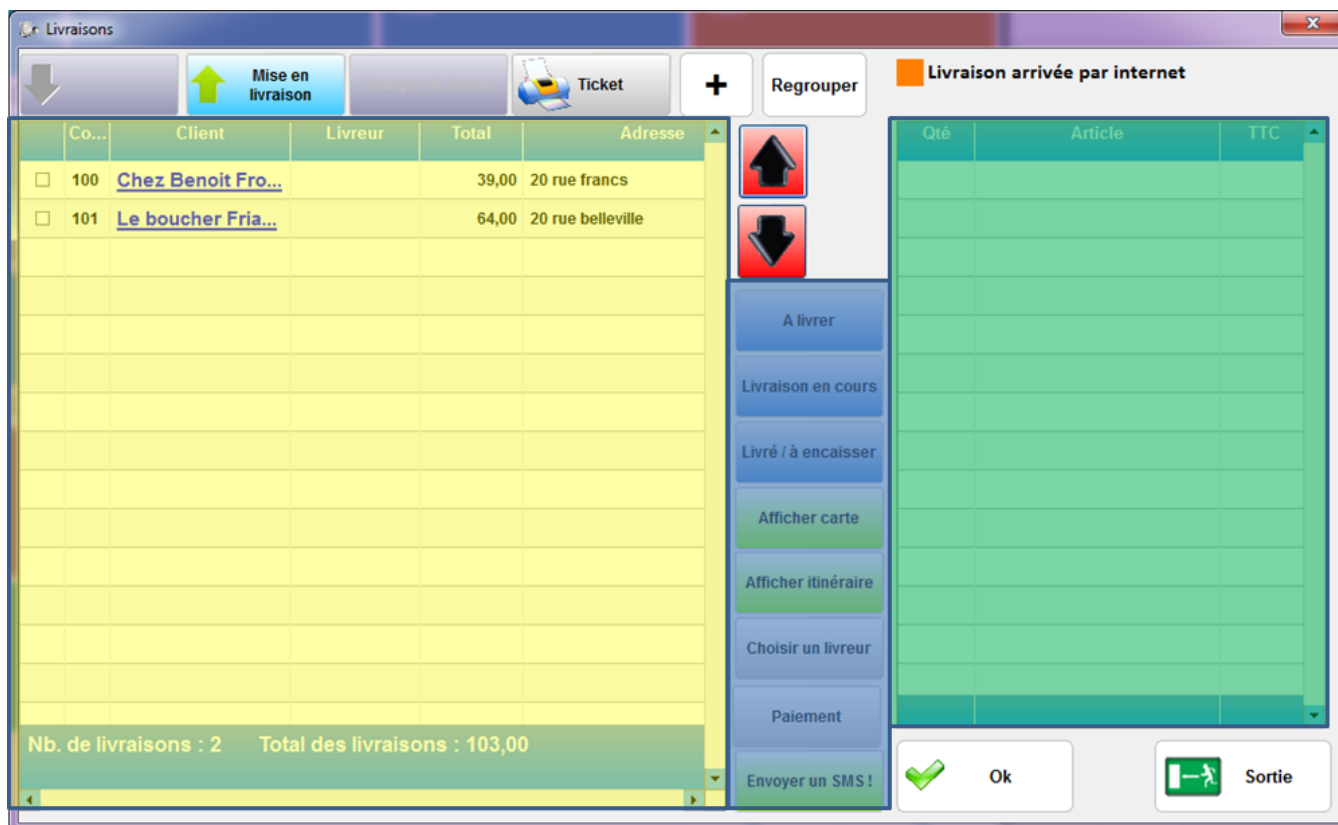 Livraisons
Mise en
livraison
Ticket
+
Regrouper
Livraison arrivée par internet
Co... Client Livreur Total Adresse
100 Chez Benoit Fro... 39,00 20 rue francs
101 Le boucher Fria... 64,00 20 rue belleville
Nb. de livraisons : 2 Total des livraisons : 103,00
A livrer
Livraison en cours
Livré / à encaisser
Afficher carte
Afficher itinéraire
Choisir un livreur
Paiement
Envoyer un SMS !
Qté Article TTC
Ok
Sortie